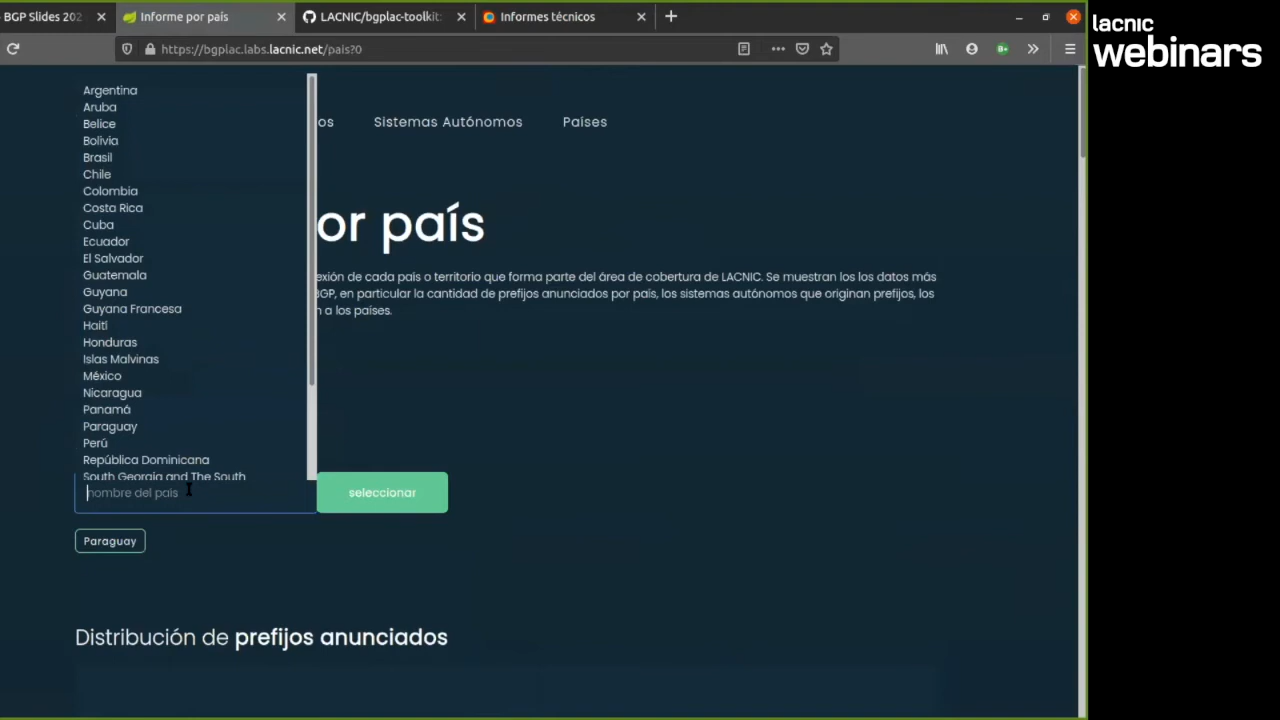 BGP Slides 202
Informe por país
LACNIC/bgplac-toolkit:
Informes técnicos
lacnic
webinars
https://bgplac.labs.lacnic.net/pais?0
os
Sistemas Autónomos
Países
Argentina
Aruba
Belice
Bolivia
Brasil
Chile
Colombia
Costa Rica
Cuba
Ecuador
El Salvador
Guatemala
Guyana
Guyana Francesa
Haití
Honduras
Islas Malvinas
México
Nicaragua
Panamá
Paraguay
Perú
República Dominicana
South Georgia and The South
or país
exión de cada país o territorio que forma parte del área de cobertura de LACNIC. Se muestran los los datos más
BGP, en particular la cantidad de prefijos anunciados por país, los sistemas autónomos que originan prefijos, los
n a los países.
nombre del país
seleccionar
Paraguay
Distribución de prefijos anunciados